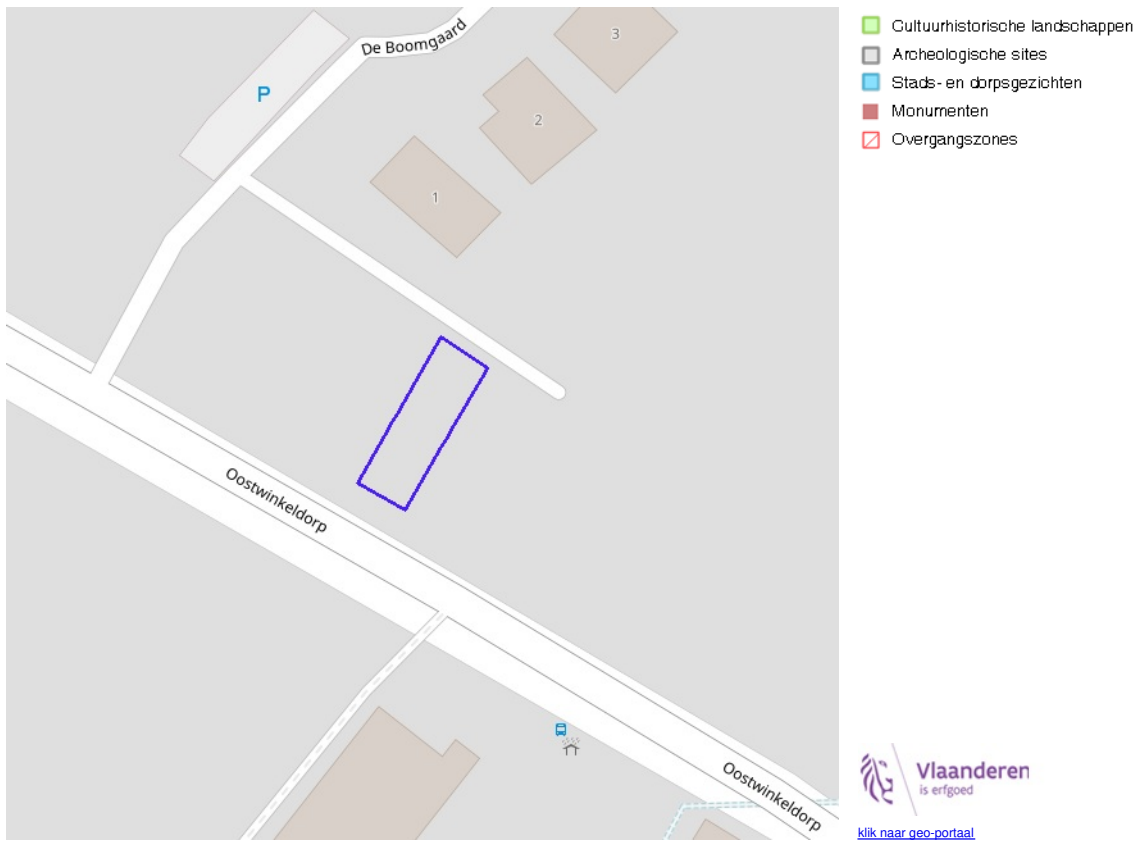 De Boomgaard
P
3
2
1
Oostwinkeldorp
Oostwinkeldorp
Cultuurhistorische landschappen
Archeologische sites
Stads- en dorpsgezichten
Monumenten
Overgangszones
Vlaanderen
is erfgoed
klik naar geo-portaal